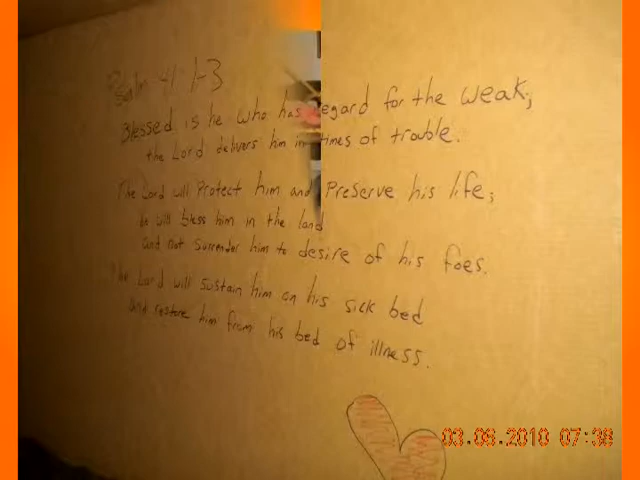 Psalm 41 1-3
Blessed is he who has regard for the weak;
the Lord delivers him in times of trouble.
The Lord will Protect him and Preserve his life;
he will bless him in the land
and not surrender him to desire of his foes.
The Lord will sustain him on his sick bed
and restore him from his bed of illness.
03.06.2010 07:38